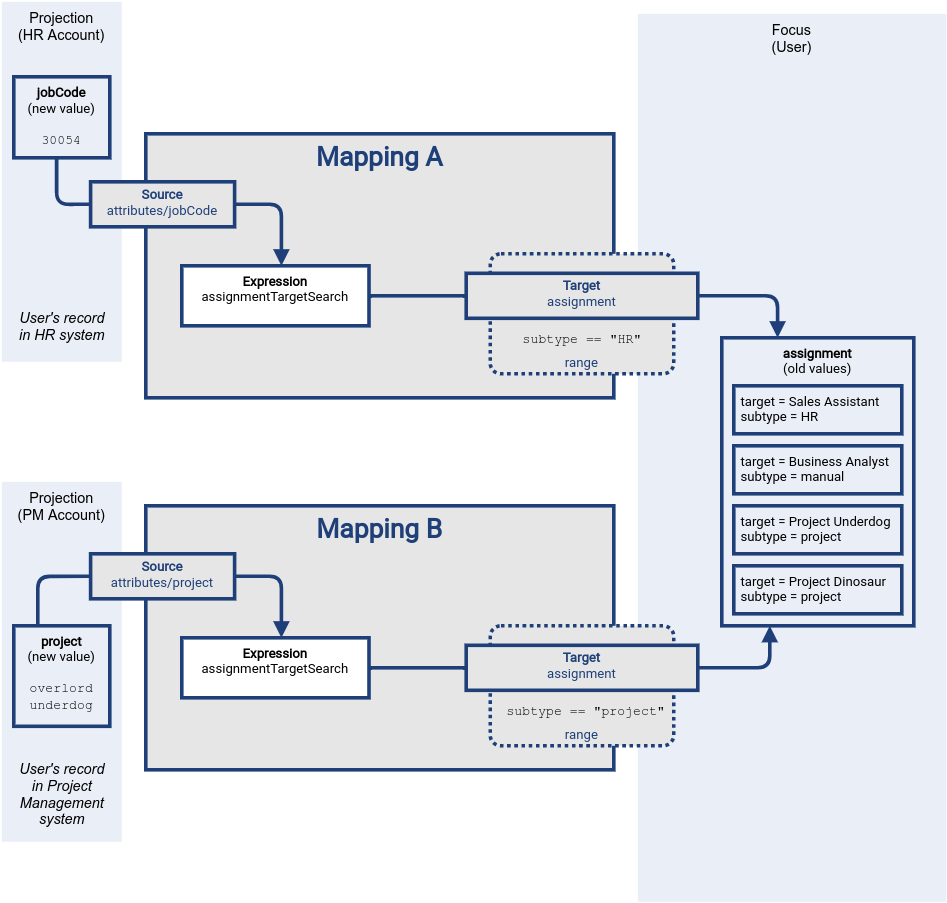 Projection
(HR Account)
jobCode
(new value)
30054
User's record
in HR system
Mapping A
Source
attributes/jobCode
Expression
assignmentTargetSearch
Target
assignment
subtype == "HR"
range
Focus
(User)
assignment
(old values)
target = Sales Assistant
subtype = HR
target = Business Analyst
subtype = manual
target = Project Underdog
subtype = project
target = Project Dinosaur
subtype = project
Projection
(PM Account)
Mapping B
Source
attributes/project
project
(new value)
overlord
underdog
Expression
assignmentTargetSearch
Target
assignment
subtype == "project"
range
User's record
in Project
Management
system